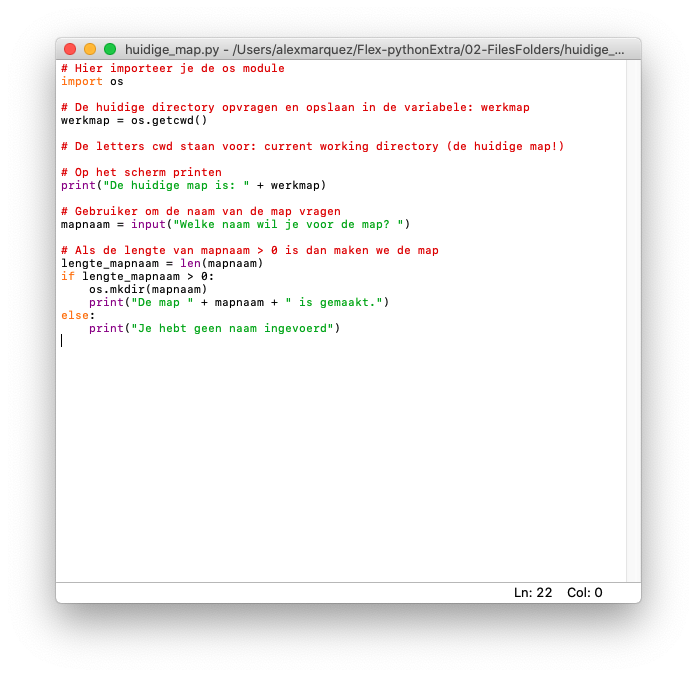 huidige_map.py - /Users/alexmarquez/Flex-pythonExtra/02-FilesFolders/huidige_...
# Hier importeer je de os module
import os
# De huidige directory opvragen en opslaan in de variabele: werkmap
werkmap = os.getcwd()
# De letters cwd staan voor: current working directory (de huidige map!)
# Op het scherm printen
print("De huidige map is: " + werkmap)
# Gebruiker om de naam van de map vragen
mapnaam = input("Welke naam wil je voor de map? ")
# Als de lengte van mapnaam > 0 is dan maken we de map
lengte_mapnaam = len(mapnaam)
if lengte_mapnaam > 0:
    os.mkdir(mapnaam)
    print("De map " + mapnaam + " is gemaakt.")
else:
    print("Je hebt geen naam ingevoerd")
Ln: 22 Col: 0